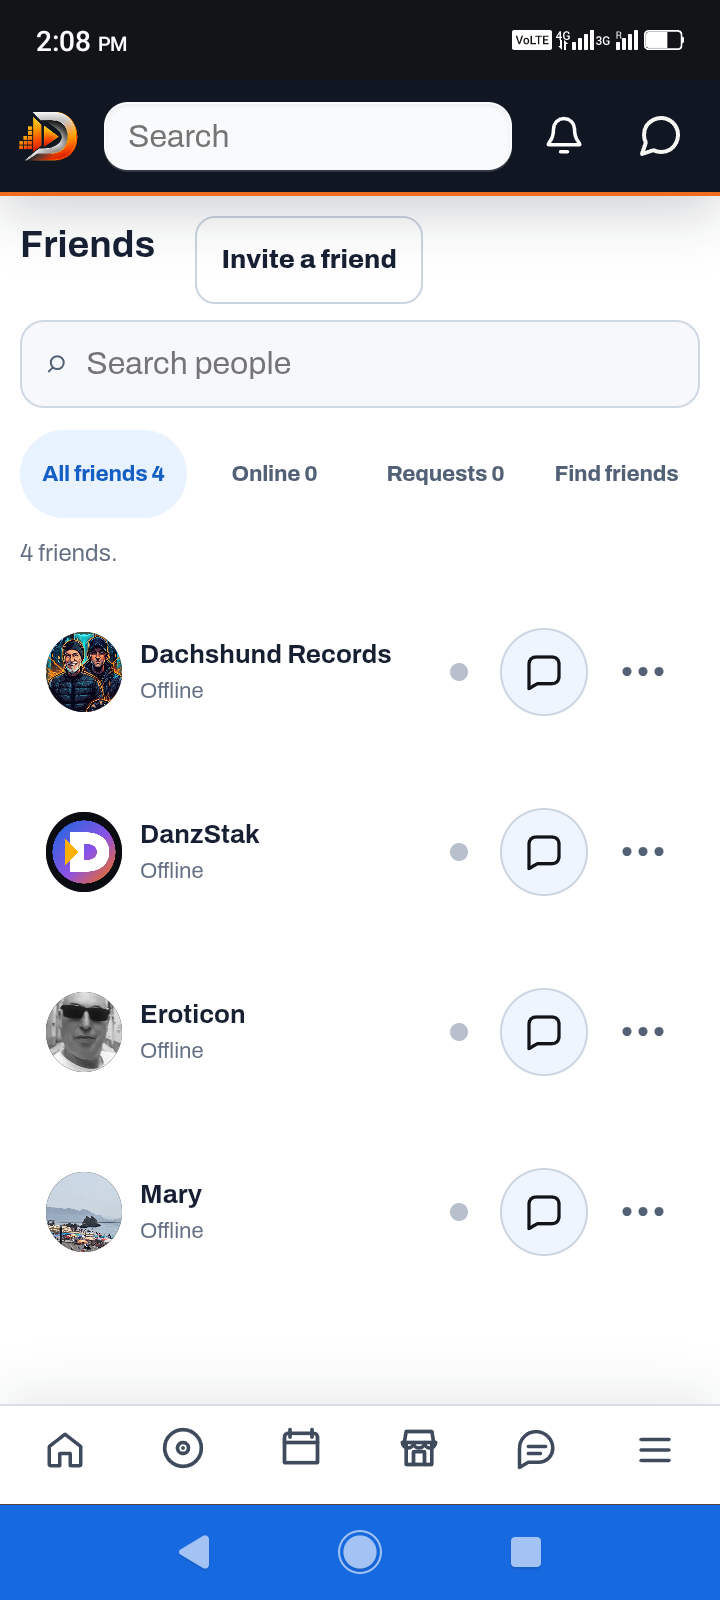 2:08 PM
VoLTE 4G 3G R
Search
Friends
Invite a friend
Search people
All friends 4
Online 0
Requests 0
Find friends
4 friends.
Dachshund Records
Offline
DanzStak
Offline
Eroticon
Offline
Mary
Offline